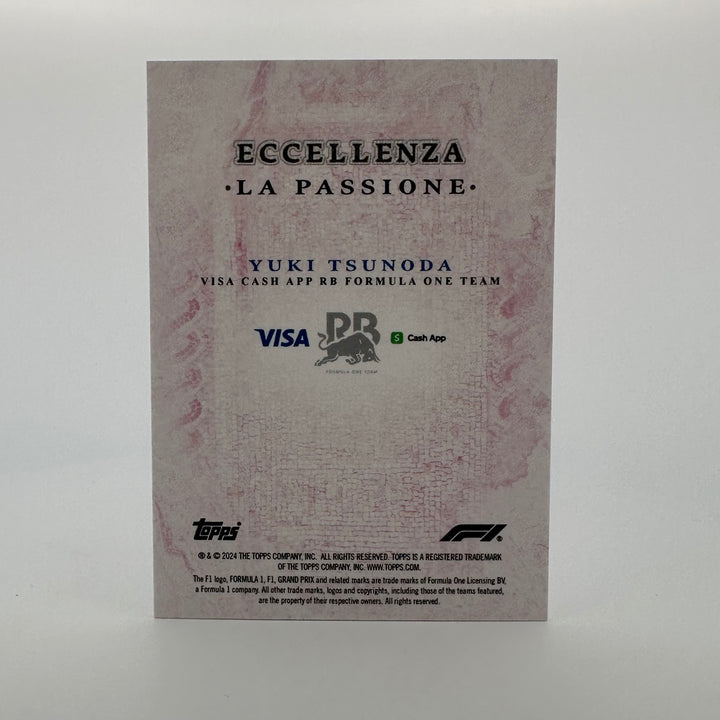 ECCELLENZA
·LA PASSIONE·
YUKI TSUNODA
VISA CASH APP RB FORMULA ONE TEAM
VISA RB $ Cash App
FORMULA ONE TEAM
Topps F1®
® & © 2024 THE TOPPS COMPANY, INC. ALL RIGHTS RESERVED. TOPPS IS A REGISTERED TRADEMARK
OF THE TOPPS COMPANY, INC. WWW.TOPPS.COM.
The F1 logo, FORMULA 1, F1, GRAND PRIX and related marks are trade marks of Formula One Licensing BV,
a Formula 1 company. All other trade marks, logos and copyrights, including those of the teams featured,
are the property of their respective owners. All rights reserved.